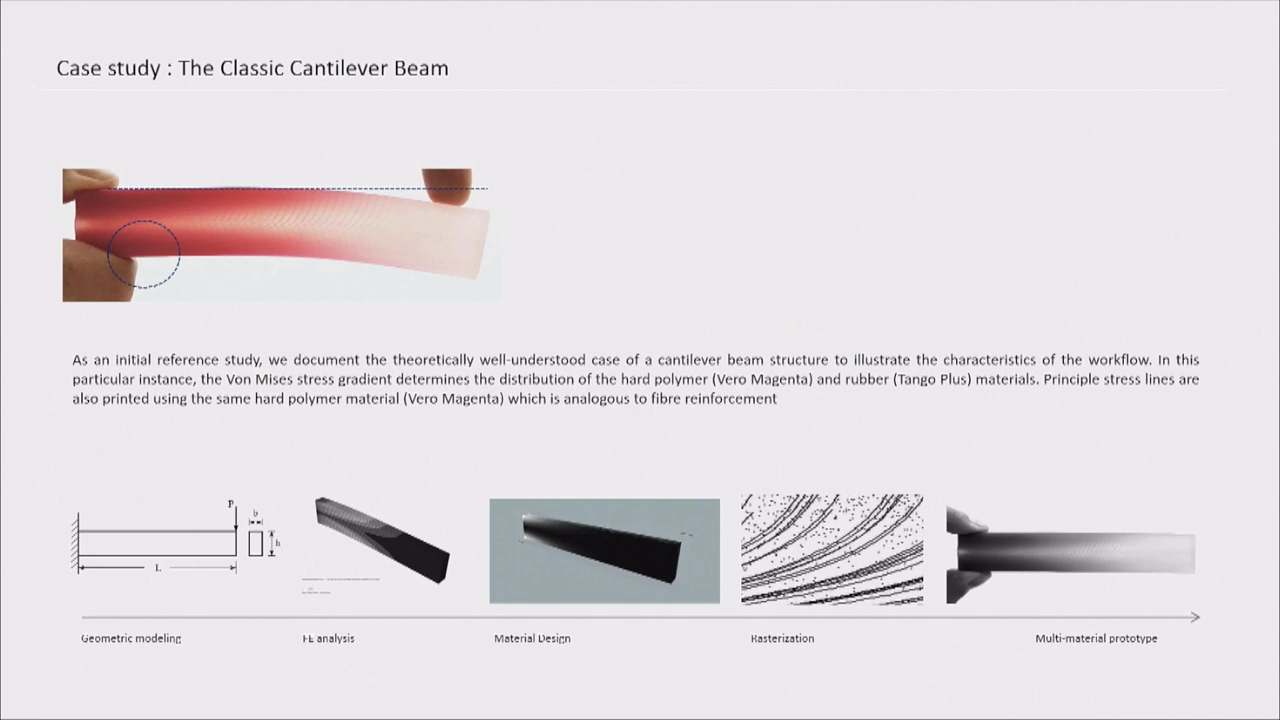 Case study : The Classic Cantilever Beam
As an initial reference study, we document the theoretically well-understood case of a cantilever beam structure to illustrate the characteristics of the workflow. In this
particular instance, the Von Mises stress gradient determines the distribution of the hard polymer (Vero Magenta) and rubber (Tango Plus) materials. Principle stress lines are
also printed using the same hard polymer material (Vero Magenta) which is analogous to fibre reinforcement
P
b
h
L
Geometric modeling
FE analysis
Material Design
Rasterization
Multi-material prototype